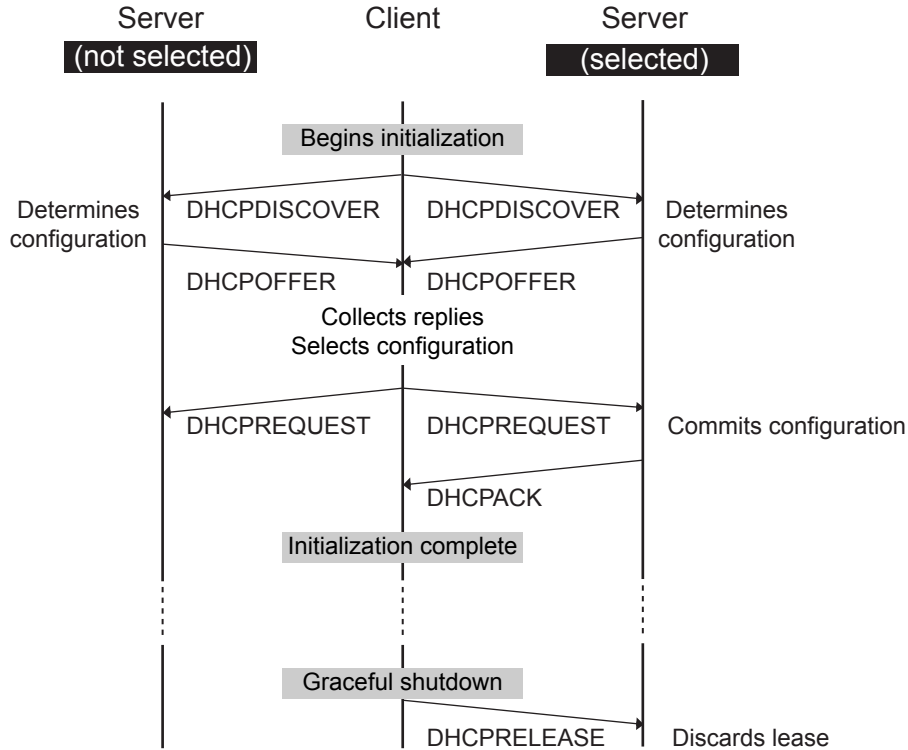 Server
(not selected)
Client
Server
(selected)
Begins initialization
DHCPDISCOVER
DHCPDISCOVER
Determines
configuration
Determines
configuration
DHCPOFFER
DHCPOFFER
Collects replies
Selects configuration
DHCPREQUEST
DHCPREQUEST
Commits configuration
DHCPACK
Initialization complete
Graceful shutdown
DHCPRELEASE
Discards lease